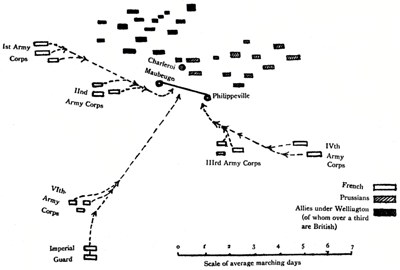 Ist Army
Corps
Charleroi
Maubeuge
IInd
Army Corps
Philippeville
IVth
Army
Corps
IIIrd Army Corps
VIth
Army
Corps
French
Prussians
Allies under Wellington
(of whom over a third
are British)
Imperial
Guard
0 1 2 3 4 5 6 7
Scale of average marching days